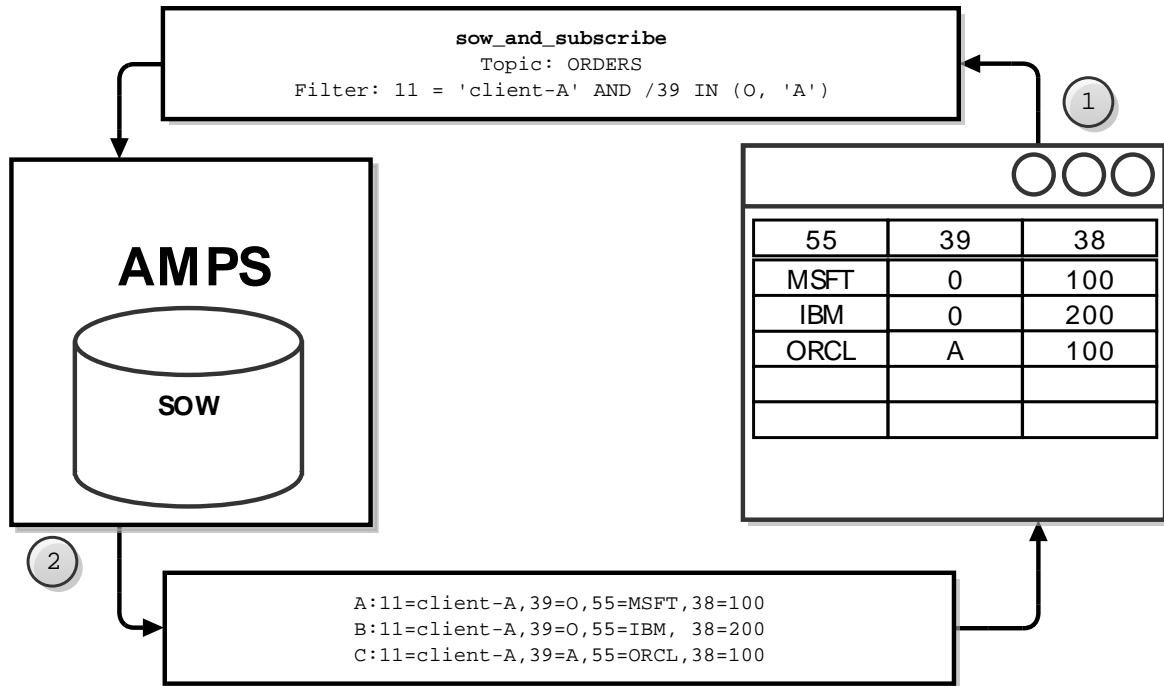 sow_and_subscribe
Topic: ORDERS
Filter: 11 = 'client-A' AND /39 IN (O, 'A')
1
AMPS
SOW
55 39 38
MSFT 0 100
IBM 0 200
ORCL A 100
2
A:11=client-A,39=O,55=MSFT,38=100
B:11=client-A,39=O,55=IBM, 38=200
C:11=client-A,39=A,55=ORCL,38=100